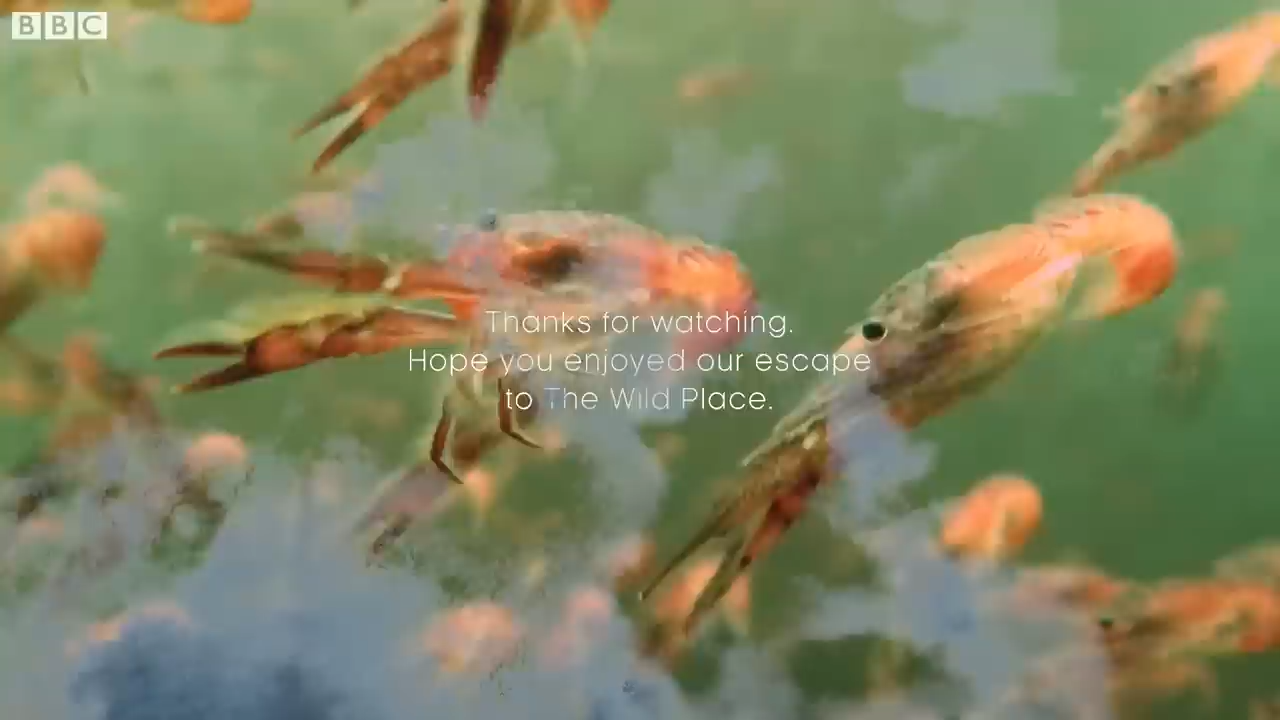 BBC
Thanks for watching.
Hope you enjoyed our escape
to The Wild Place.